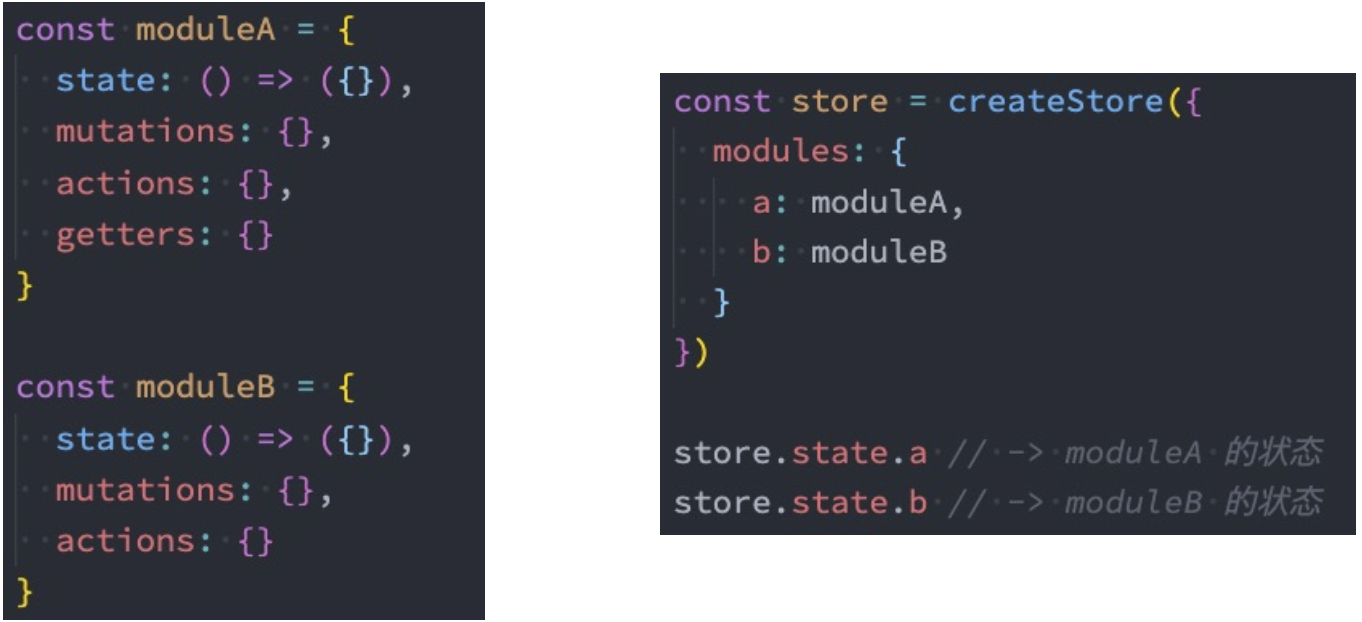 const moduleA = {
  state: () => ({}),
  mutations: {},
  actions: {},
  getters: {}
}

const moduleB = {
  state: () => ({}),
  mutations: {},
  actions: {}
}

const store = createStore({
  modules: {
    a: moduleA,
    b: moduleB
  }
})

store.state.a // -> moduleA 的状态
store.state.b // -> moduleB 的状态